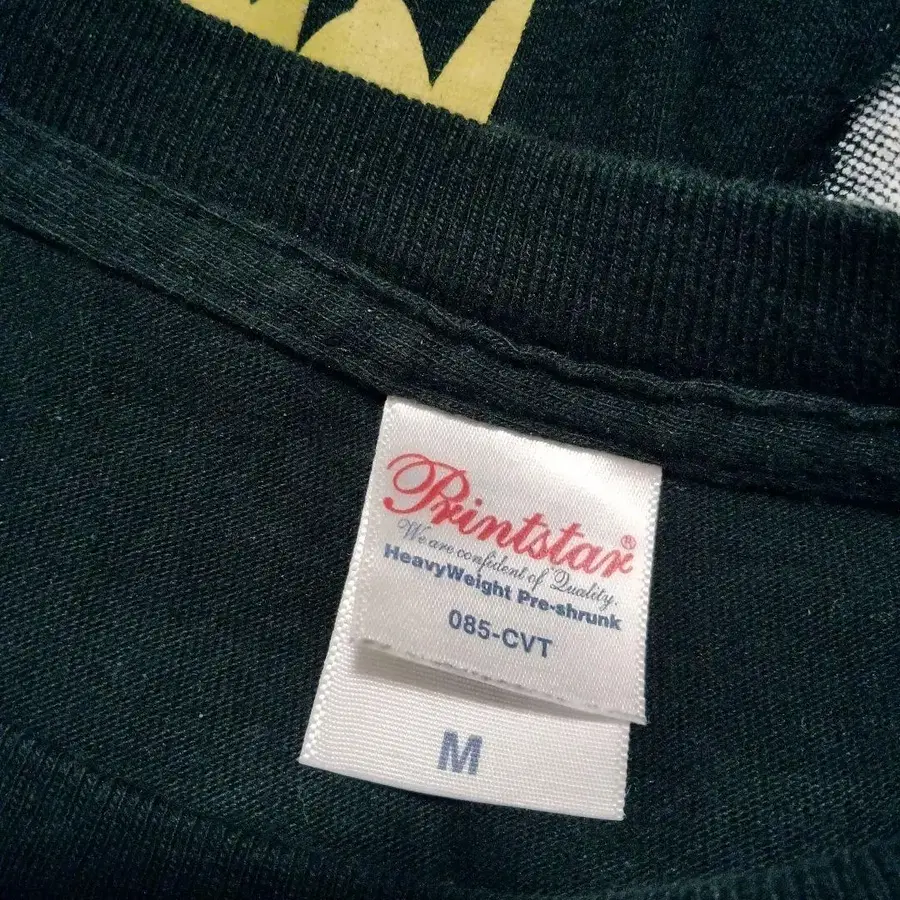 Printstar®
We are confident of Quality.
HeavyWeight Pre-shrunk
085-CVT
M